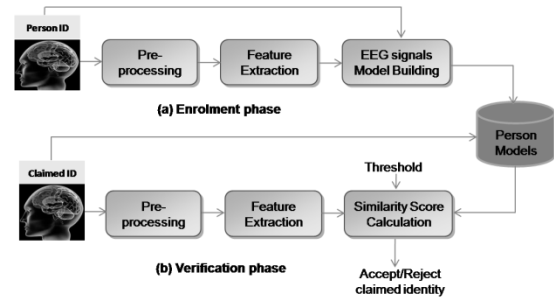 Person ID
Pre-
processing
Feature
Extraction
EEG signals
Model Building
(a) Enrolment phase
Person
Models
Claimed ID
Threshold
Pre-
processing
Feature
Extraction
Similarity Score
Calculation
(b) Verification phase
Accept/Reject
claimed identity